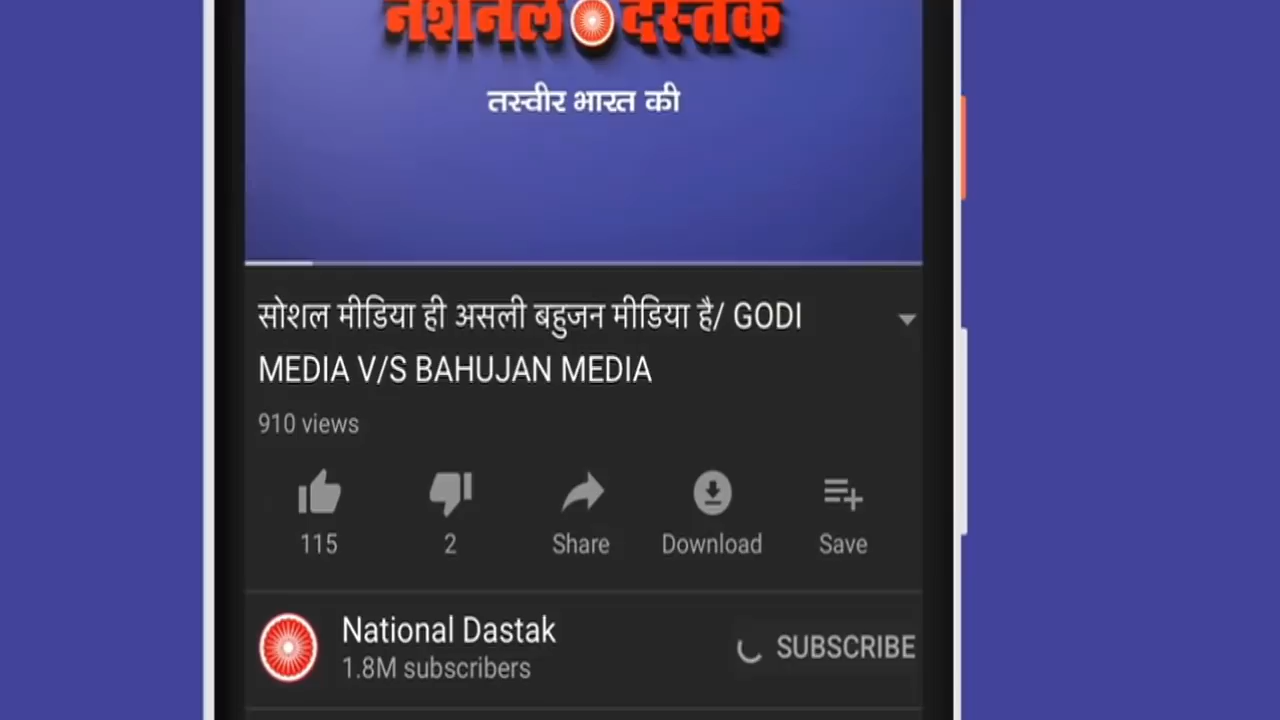 नेशनल दस्तक
तस्वीर भारत की
सोशल मीडिया ही असली बहुजन मीडिया है/ GODI
MEDIA V/S BAHUJAN MEDIA
910 views
115
2
Share
Download
Save
National Dastak
1.8M subscribers
SUBSCRIBE